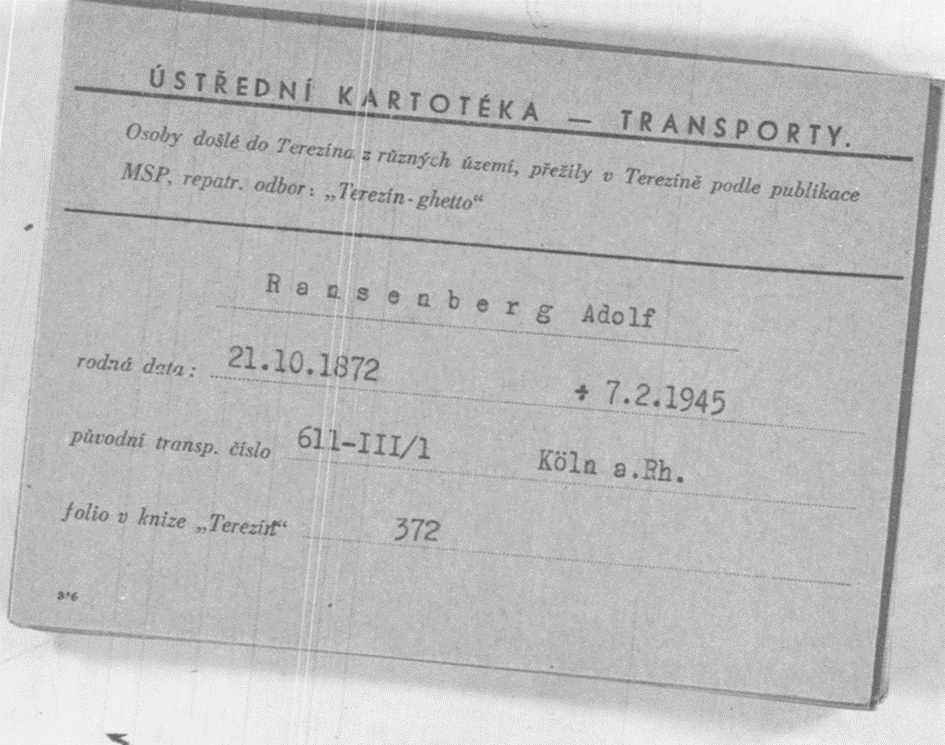 ÚSTŘEDNÍ KARTOTÉKA — TRANSPORTY.
Osoby došlé do Terezína z různých území, přežily v Terezíně podle publikace
MSP, repatr. odbor: „Terezín-ghetto“
Ransenberg Adolf
rodná data: 21.10.1872 + 7.2.1945
původní transp. číslo 611-III/1 Köln a.Rh.
folio v knize „Terezín“ 372